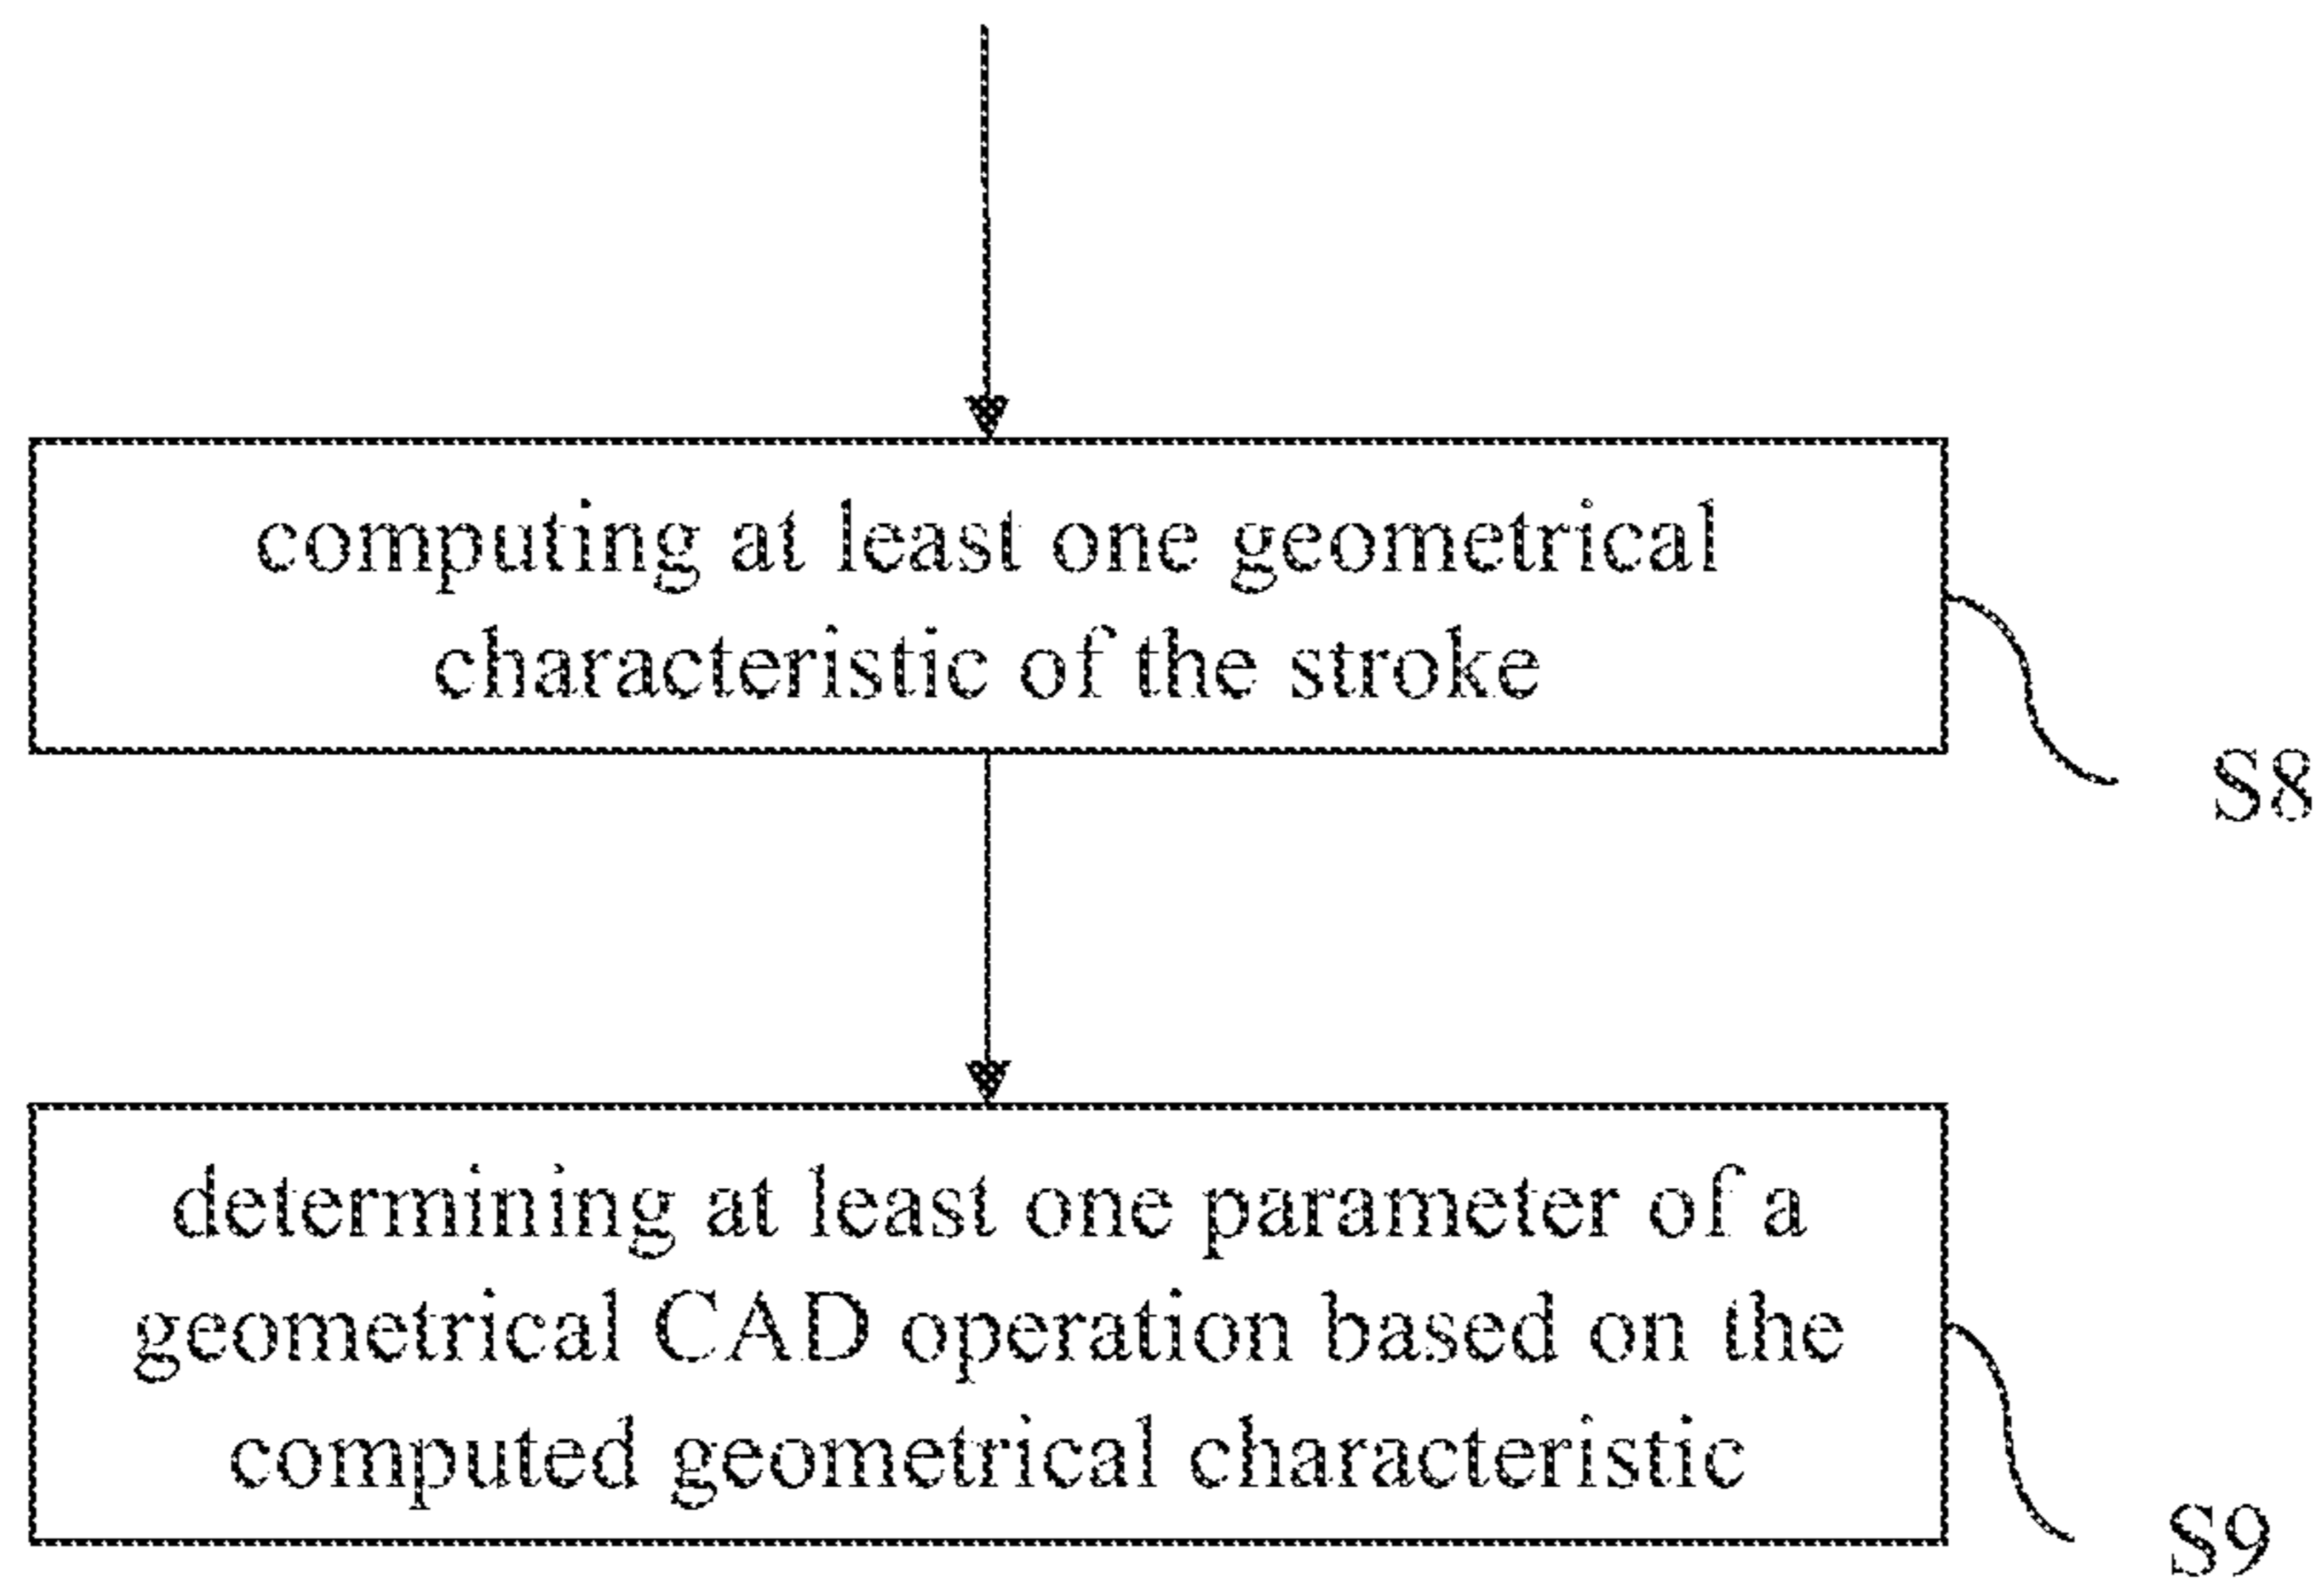 computing at least one geometrical
characteristic of the stroke
S8
determining at least one parameter of a
geometrical CAD operation based on the
computed geometrical characteristic
S9